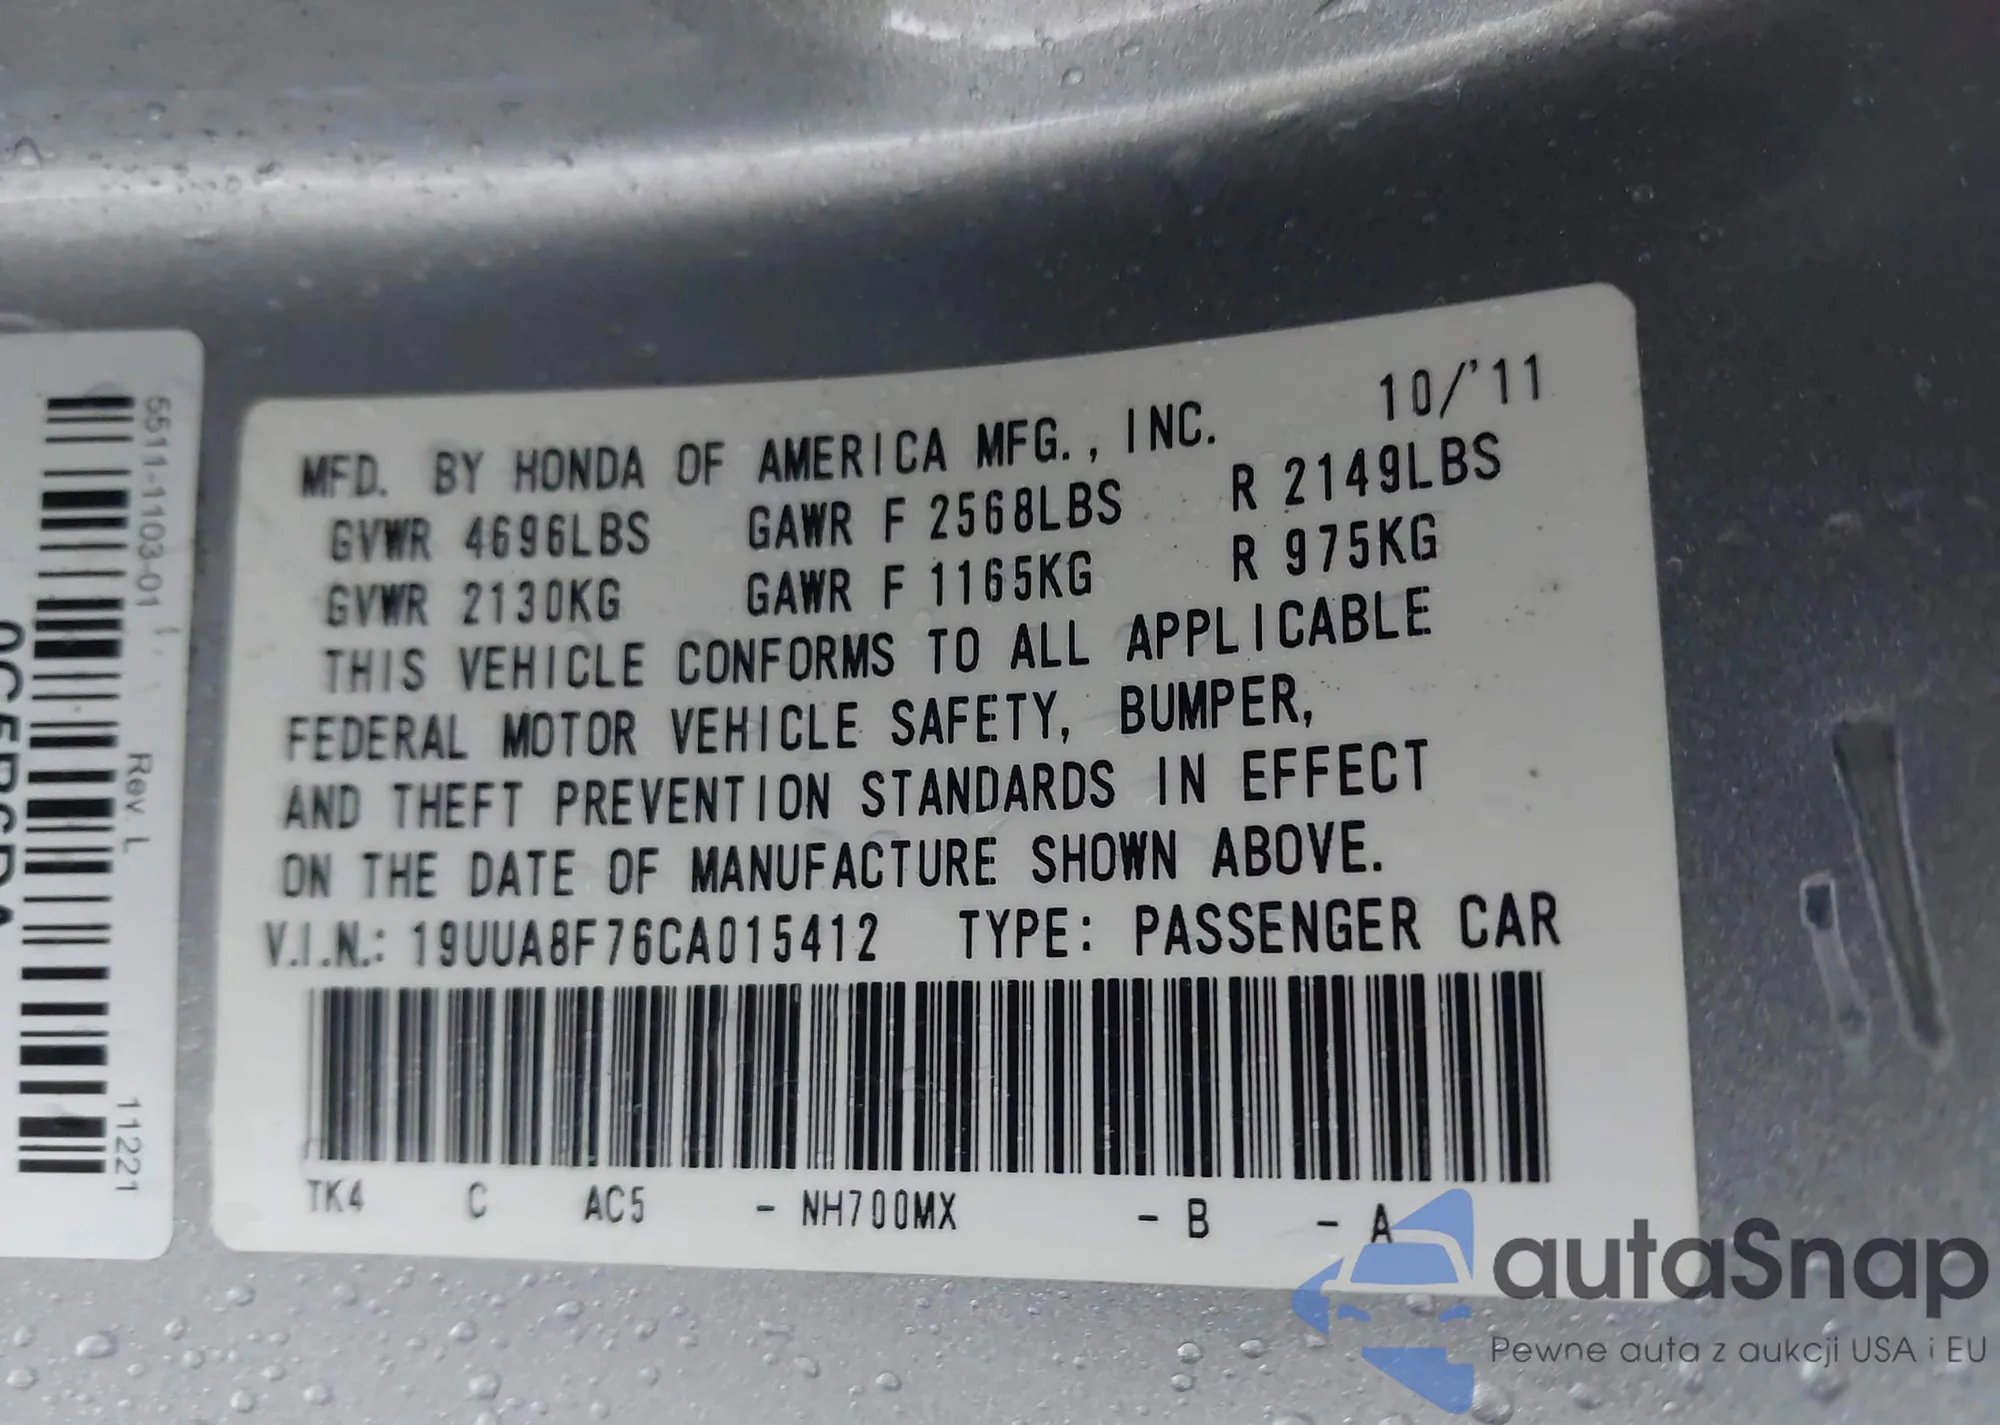 5511-1103-01
Rev. L
11221
MFD. BY HONDA OF AMERICA MFG., INC. 10/'11
GVWR 4696LBS GAWR F 2568LBS R 2149LBS
GVWR 2130KG GAWR F 1165KG R 975KG
THIS VEHICLE CONFORMS TO ALL APPLICABLE
FEDERAL MOTOR VEHICLE SAFETY, BUMPER,
AND THEFT PREVENTION STANDARDS IN EFFECT
ON THE DATE OF MANUFACTURE SHOWN ABOVE.
V.I.N.: 19UUA8F76CA015412 TYPE: PASSENGER CAR
TK4 C AC5 - NH700MX - B - A
autaSnap
Pewne auta z aukcji USA i EU